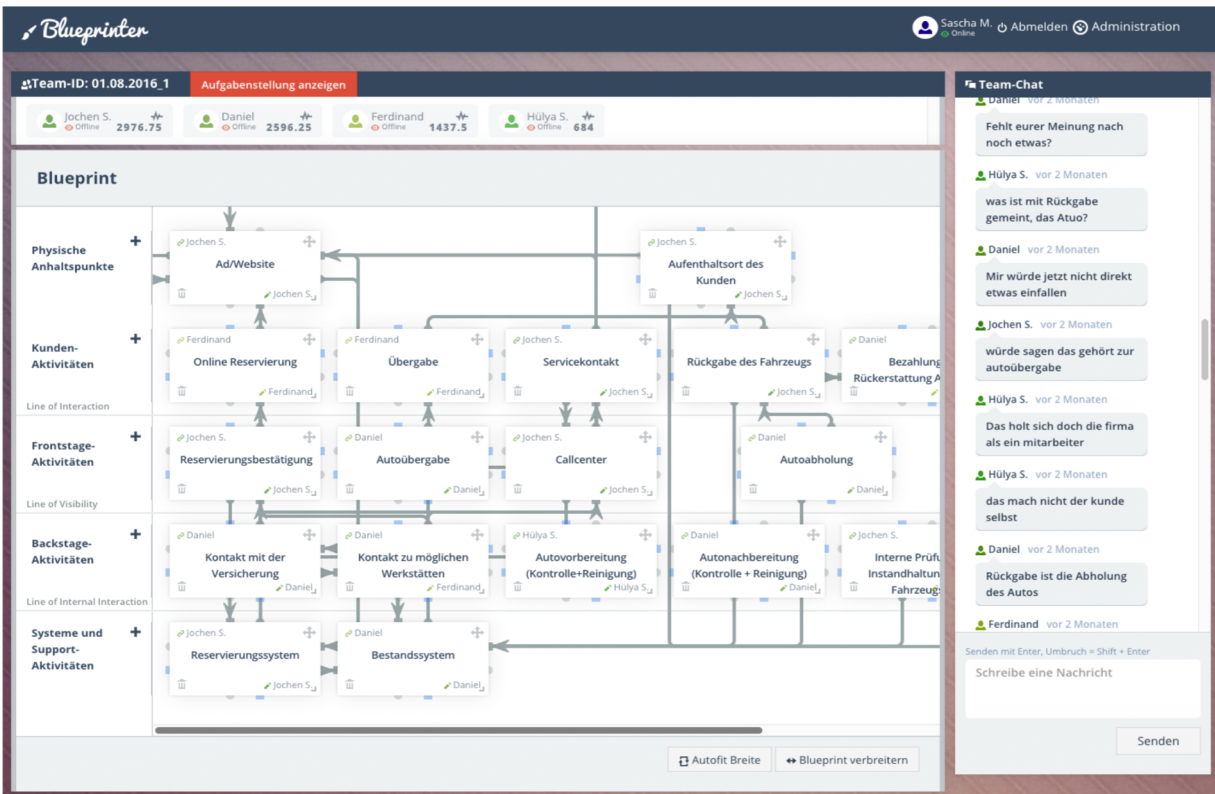 Blueprinter
Sascha M.
Online
Abmelden
Administration
Team-ID: 01.08.2016_1
Aufgabenstellung anzeigen
Jochen S.
Offline
2976.75
Daniel
Offline
2596.25
Ferdinand
Offline
1437.5
Hülya S.
Offline
684
Blueprint
Physische
Anhaltspunkte
+
Jochen S.
Ad/Website
Jochen S.
Jochen S.
Aufenthaltsort des
Kunden
Jochen S.
Kunden-
Aktivitäten
+
Line of Interaction
Ferdinand
Online Reservierung
Ferdinand
Ferdinand
Übergabe
Ferdinand
Jochen S.
Servicekontakt
Jochen S.
Rückgabe des Fahrzeugs
Jochen S.
Daniel
Bezahlung
Rückerstattung A
Frontstage-
Aktivitäten
+
Line of Visibility
Jochen S.
Reservierungsbestätigung
Jochen S.
Daniel
Autoübergabe
Daniel
Jochen S.
Callcenter
Jochen S.
Daniel
Autoabholung
Daniel
Backstage-
Aktivitäten
+
Line of Internal Interaction
Daniel
Kontakt mit der
Versicherung
Daniel
Daniel
Kontakt zu möglichen
Werkstätten
Ferdinand
Hülya S.
Autovorbereitung
(Kontrolle+Reinigung)
Hülya S.
Daniel
Autonachbereitung
(Kontrolle + Reinigung)
Daniel
Jochen S.
Interne Prüfu
Instandhaltun
Fahrzeugs
Systeme und
Support-
Aktivitäten
+
Jochen S.
Reservierungssystem
Jochen S.
Daniel
Bestandssystem
Daniel
Autofit Breite
Blueprint verbreitern
Team-Chat
Daniel vor 2 Monaten
Fehlt eurer Meinung nach
noch etwas?
Hülya S. vor 2 Monaten
was ist mit Rückgabe
gemeint, das Atuo?
Daniel vor 2 Monaten
Mir würde jetzt nicht direkt
etwas einfallen
Jochen S. vor 2 Monaten
würde sagen das gehört zur
autoübergabe
Hülya S. vor 2 Monaten
Das holt sich doch die firma
als ein mitarbeiter
Hülya S. vor 2 Monaten
das mach nicht der kunde
selbst
Daniel vor 2 Monaten
Rückgabe ist die Abholung
des Autos
Ferdinand vor 2 Monaten
Senden mit Enter, Umbruch = Shift + Enter
Schreibe eine Nachricht
Senden